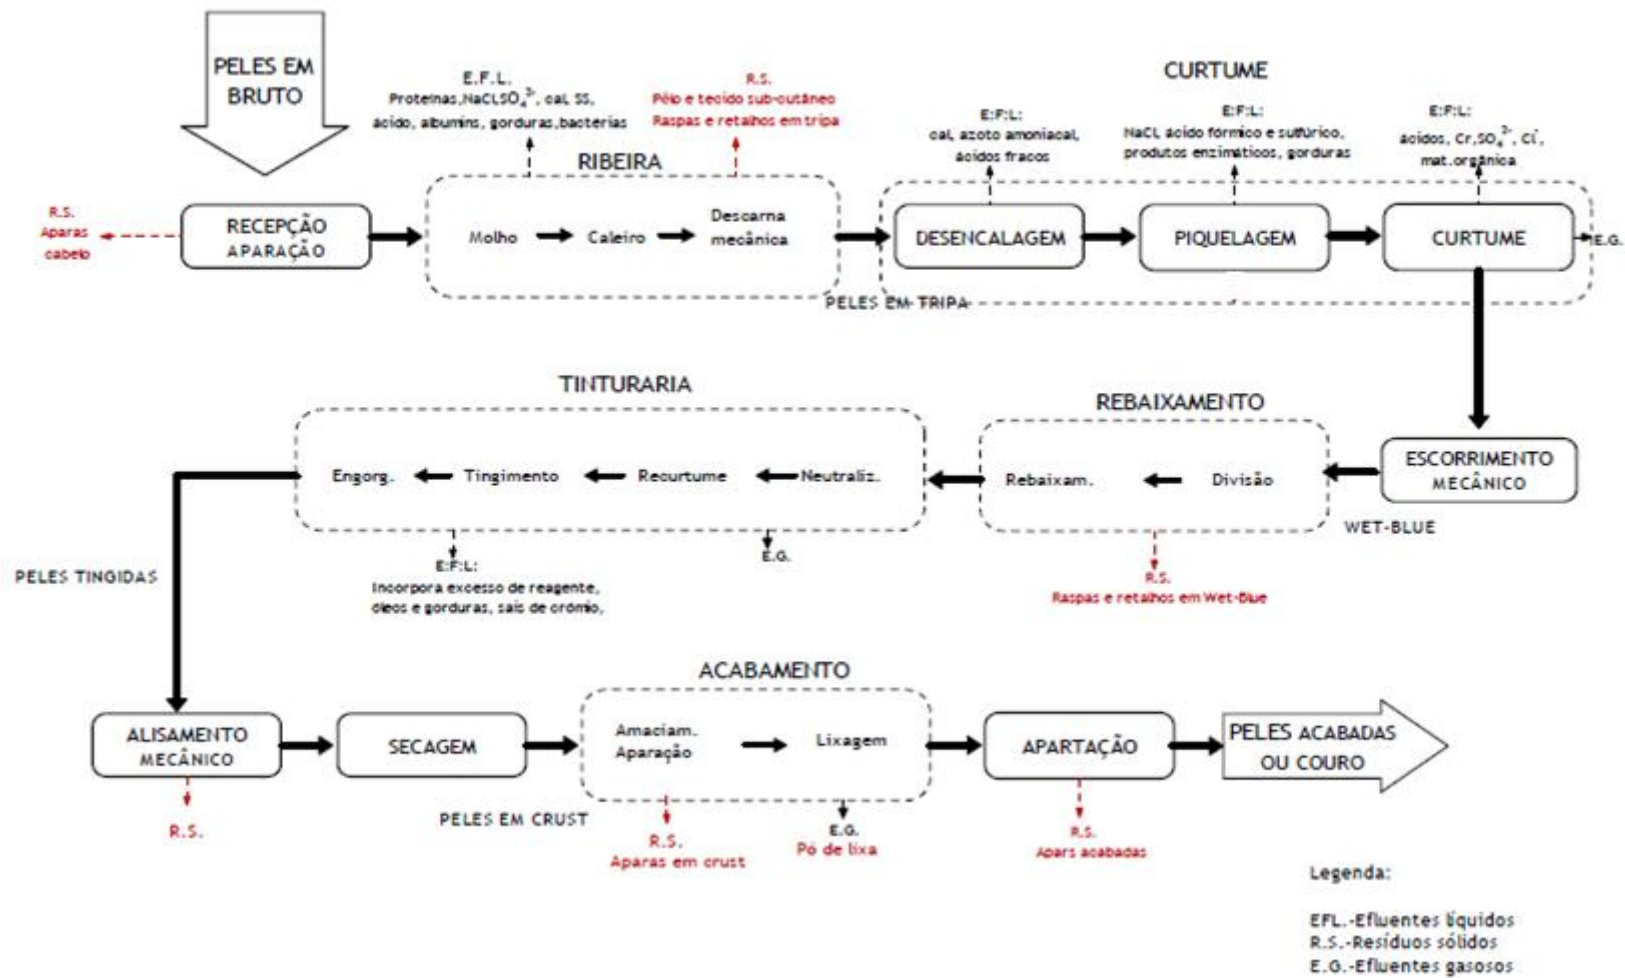 PELES EM
BRUTO
E.F.L.
Proteínas,NaCl,SO₄²⁻, cal, SS,
ácido, albumins, gorduras,bactérias
R.S.
Pêlo e tecido sub-cutâneo
Raspas e retalhos em tripa
CURTUME
E:F:L:
cal, azoto amoniacal,
ácidos fracos
E:F:L:
NaCl, ácido fórmico e sulfúrico,
produtos enzimáticos, gorduras
E:F:L:
ácidos, Cr,SO₄²⁻, Cl⁻,
mat.orgânica
RIBEIRA
R.S.
Aparas
cabelo
RECEPÇÃO
APARAÇÃO
Molho
Caleiro
Descarna
mecânica
DESENCALAGEM
PIQUELAGEM
CURTUME
E.G.
PELES EM TRIPA
TINTURARIA
REBAIXAMENTO
Engorg.
Tingimento
Recurtume
Neutraliz.
Rebaixam.
Divisão
ESCORRIMENTO
MECÂNICO
WET-BLUE
PELES TINGIDAS
E:F:L:
Incorpora excesso de reagente,
óleos e gorduras, sais de crómio,
E.G.
R.S.
Raspas e retalhos em Wet-Blue
ACABAMENTO
ALISAMENTO
MECÂNICO
SECAGEM
Amaciam.
Aparação
Lixagem
APARTAÇÃO
PELES ACABADAS
OU COURO
R.S.
PELES EM CRUST
R.S.
Aparas em crust
E.G.
Pó de lixa
R.S.
Apars acabadas
Legenda:
EFL.-Efluentes líquidos
R.S.-Resíduos sólidos
E.G.-Efluentes gasosos